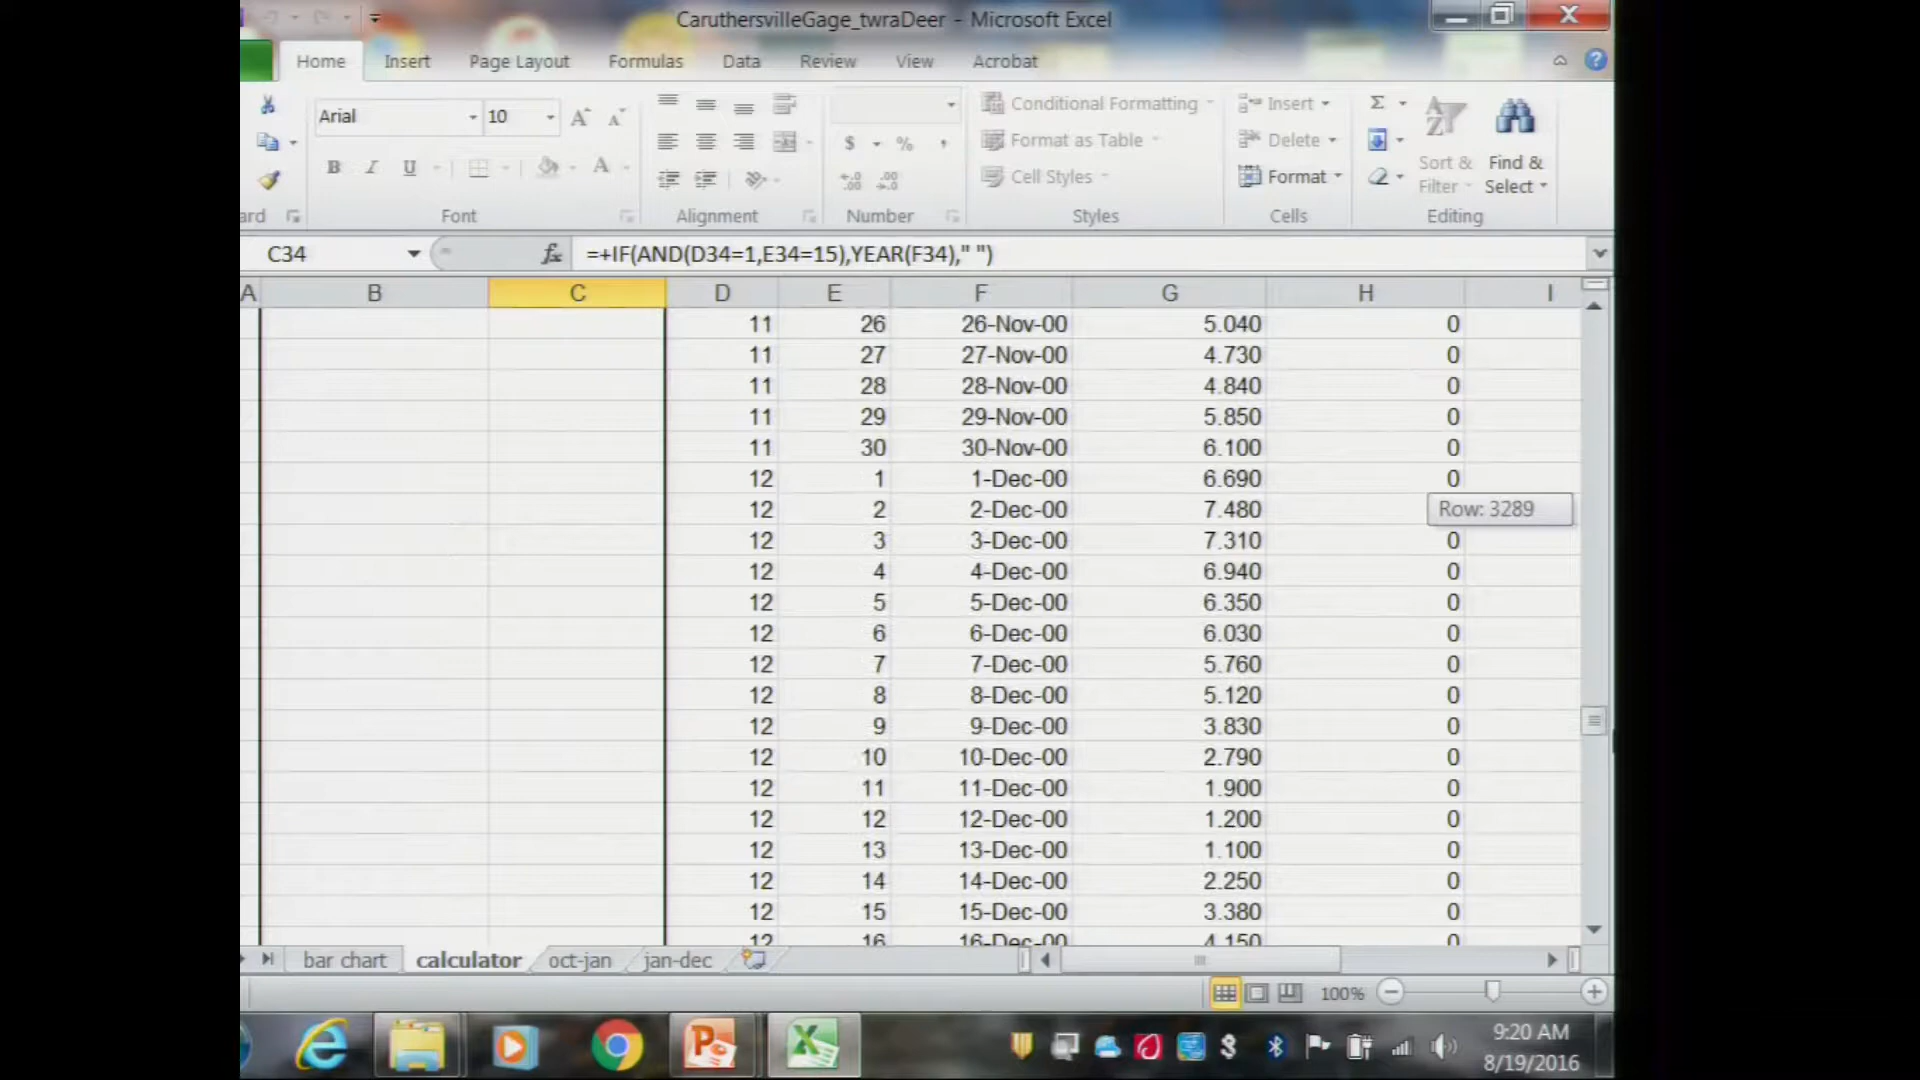 CaruthersvilleGage_twraDeer - Microsoft Excel
Home Insert Page Layout Formulas Data Review View Acrobat
Arial 10 A A $ % , Conditional Formatting Insert Σ
Format as Table Delete
B I U A Cell Styles Format Sort & Filter Find & Select
ard Font Alignment Number Styles Cells Editing
C34 fx =+IF(AND(D34=1,E34=15),YEAR(F34)," ")
A B C D E F G H I
11 26 26-Nov-00 5.040 0
11 27 27-Nov-00 4.730 0
11 28 28-Nov-00 4.840 0
11 29 29-Nov-00 5.850 0
11 30 30-Nov-00 6.100 0
12 1 1-Dec-00 6.690 0
12 2 2-Dec-00 7.480 Row: 3289
12 3 3-Dec-00 7.310 0
12 4 4-Dec-00 6.940 0
12 5 5-Dec-00 6.350 0
12 6 6-Dec-00 6.030 0
12 7 7-Dec-00 5.760 0
12 8 8-Dec-00 5.120 0
12 9 9-Dec-00 3.830 0
12 10 10-Dec-00 2.790 0
12 11 11-Dec-00 1.900 0
12 12 12-Dec-00 1.200 0
12 13 13-Dec-00 1.100 0
12 14 14-Dec-00 2.250 0
12 15 15-Dec-00 3.380 0
12 16 16-Dec-00 4.150 0
bar chart calculator oct-jan jan-dec
100%
9:20 AM
8/19/2016